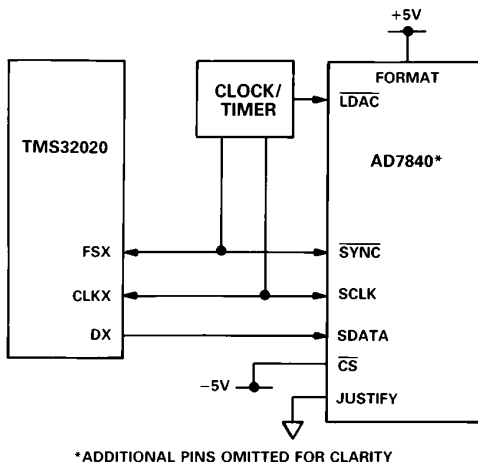 +5V
FORMAT
CLOCK/
TIMER
LDAC
TMS32020
AD7840*
FSX
SYNC
CLKX
SCLK
DX
SDATA
CS
−5V
JUSTIFY
*ADDITIONAL PINS OMITTED FOR CLARITY